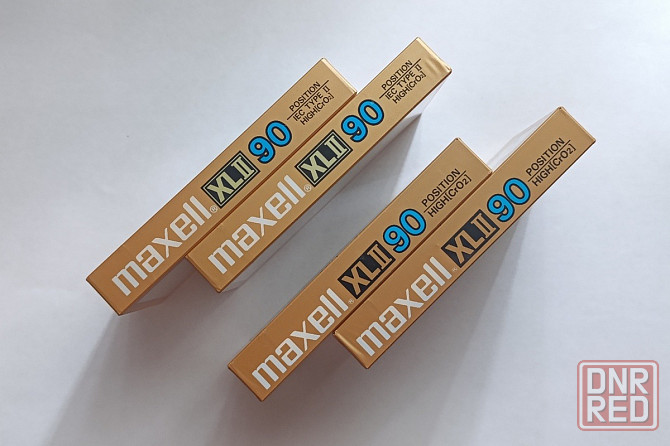 maxell® XLII 90 POSITION
IEC TYPE II
HIGH[CrO2]
maxell® XLII 90 POSITION
IEC TYPE II
HIGH[CrO2]
maxell® XLII 90 POSITION
HIGH[CrO2]
maxell® XLII 90 POSITION
HIGH[CrO2]
DNR
RED